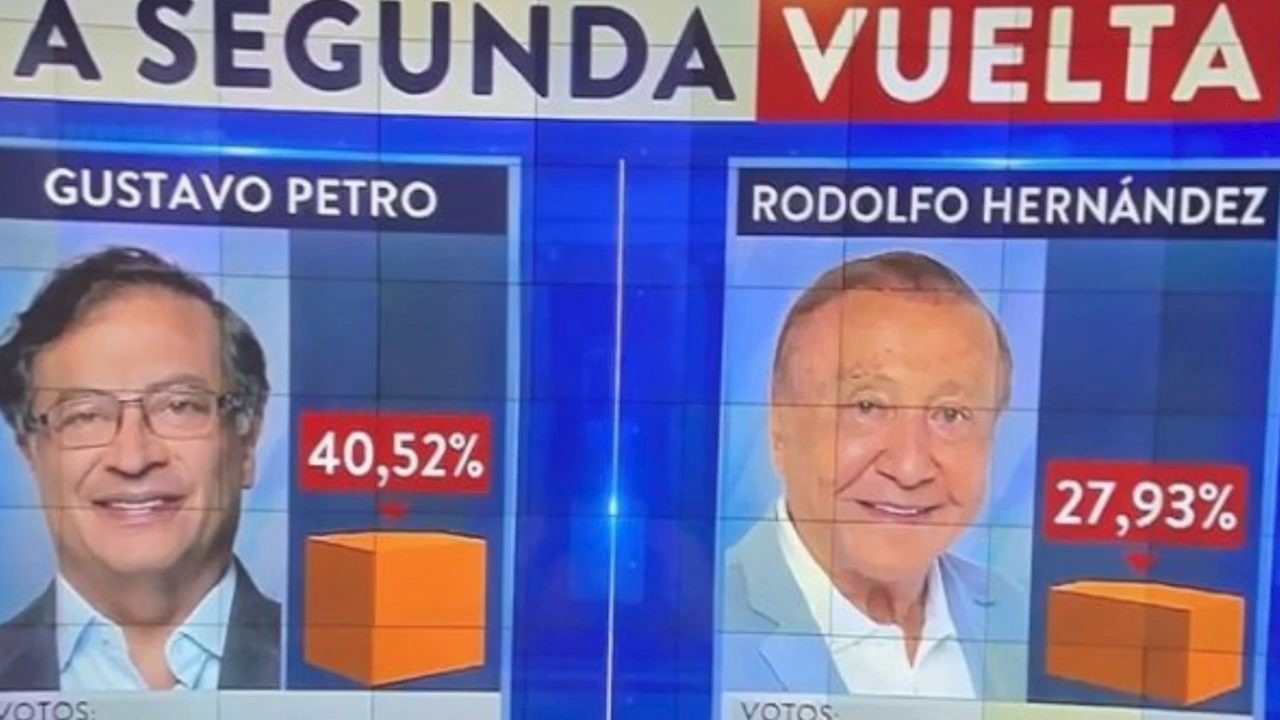 A SEGUNDA VUELTA
GUSTAVO PETRO
40,52%
VOTOS:
RODOLFO HERNÁNDEZ
27,93%
VOTOS: